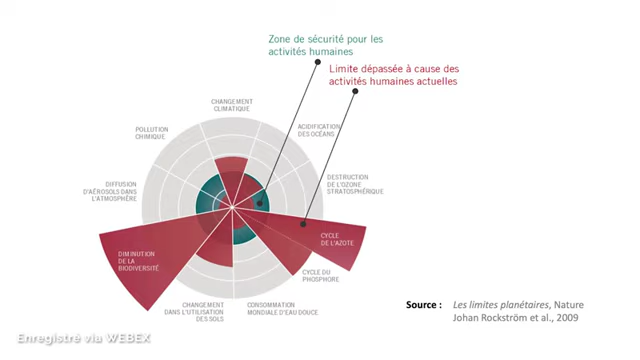 Zone de sécurité pour les
activités humaines
Limite dépassée à cause des
activités humaines actuelles
CHANGEMENT
CLIMATIQUE
ACIDIFICATION
DES OCÉANS
DESTRUCTION
DE L'OZONE
STRATOSPHÉRIQUE
CYCLE
DE L'AZOTE
CYCLE DU
PHOSPHORE
CONSOMMATION
MONDIALE D'EAU DOUCE
CHANGEMENT
DANS L'UTILISATION
DES SOLS
DIMINUTION
DE LA
BIODIVERSITÉ
DIFFUSION
D'AÉROSOLS DANS
L'ATMOSPHÈRE
POLLUTION
CHIMIQUE
Source : Les limites planétaires, Nature
Johan Rockström et al., 2009
Enregistré via WEBEX